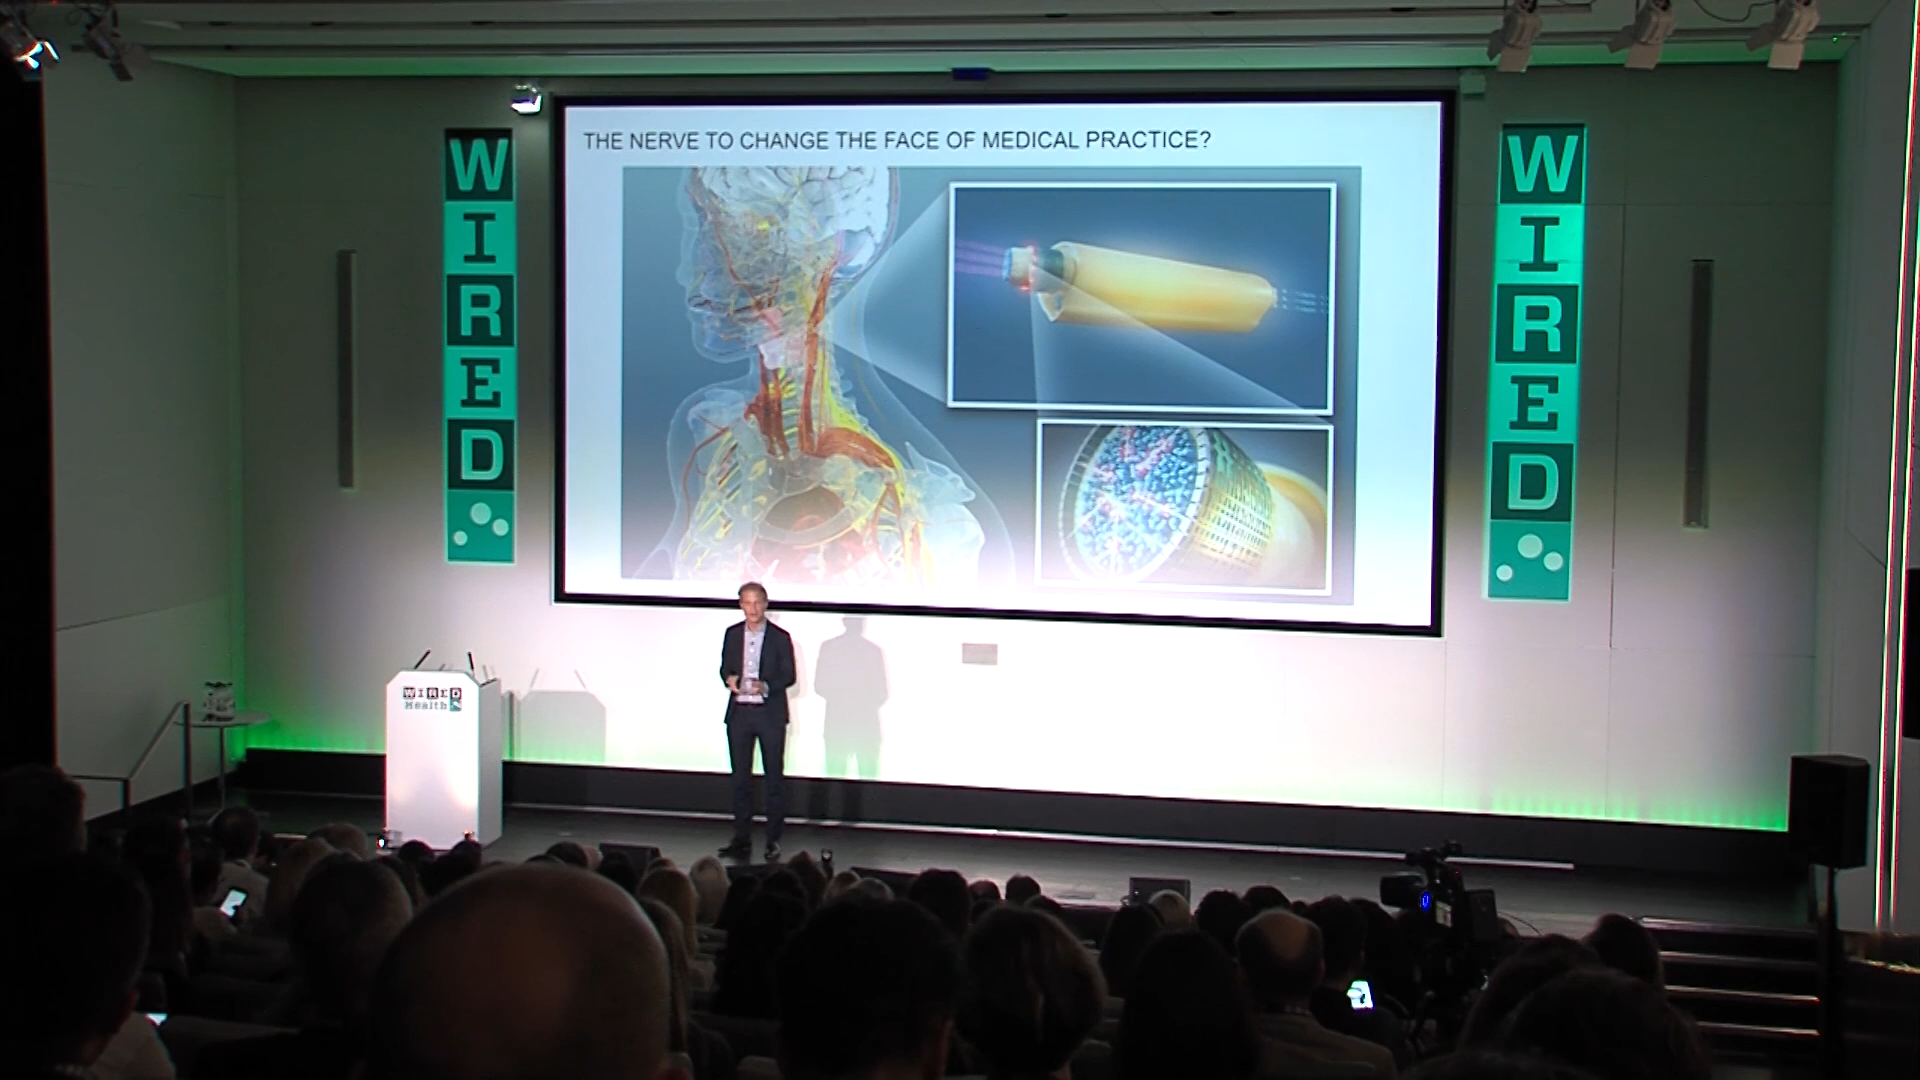 THE NERVE TO CHANGE THE FACE OF MEDICAL PRACTICE?
WIRED
WIRED
WIRED
Health